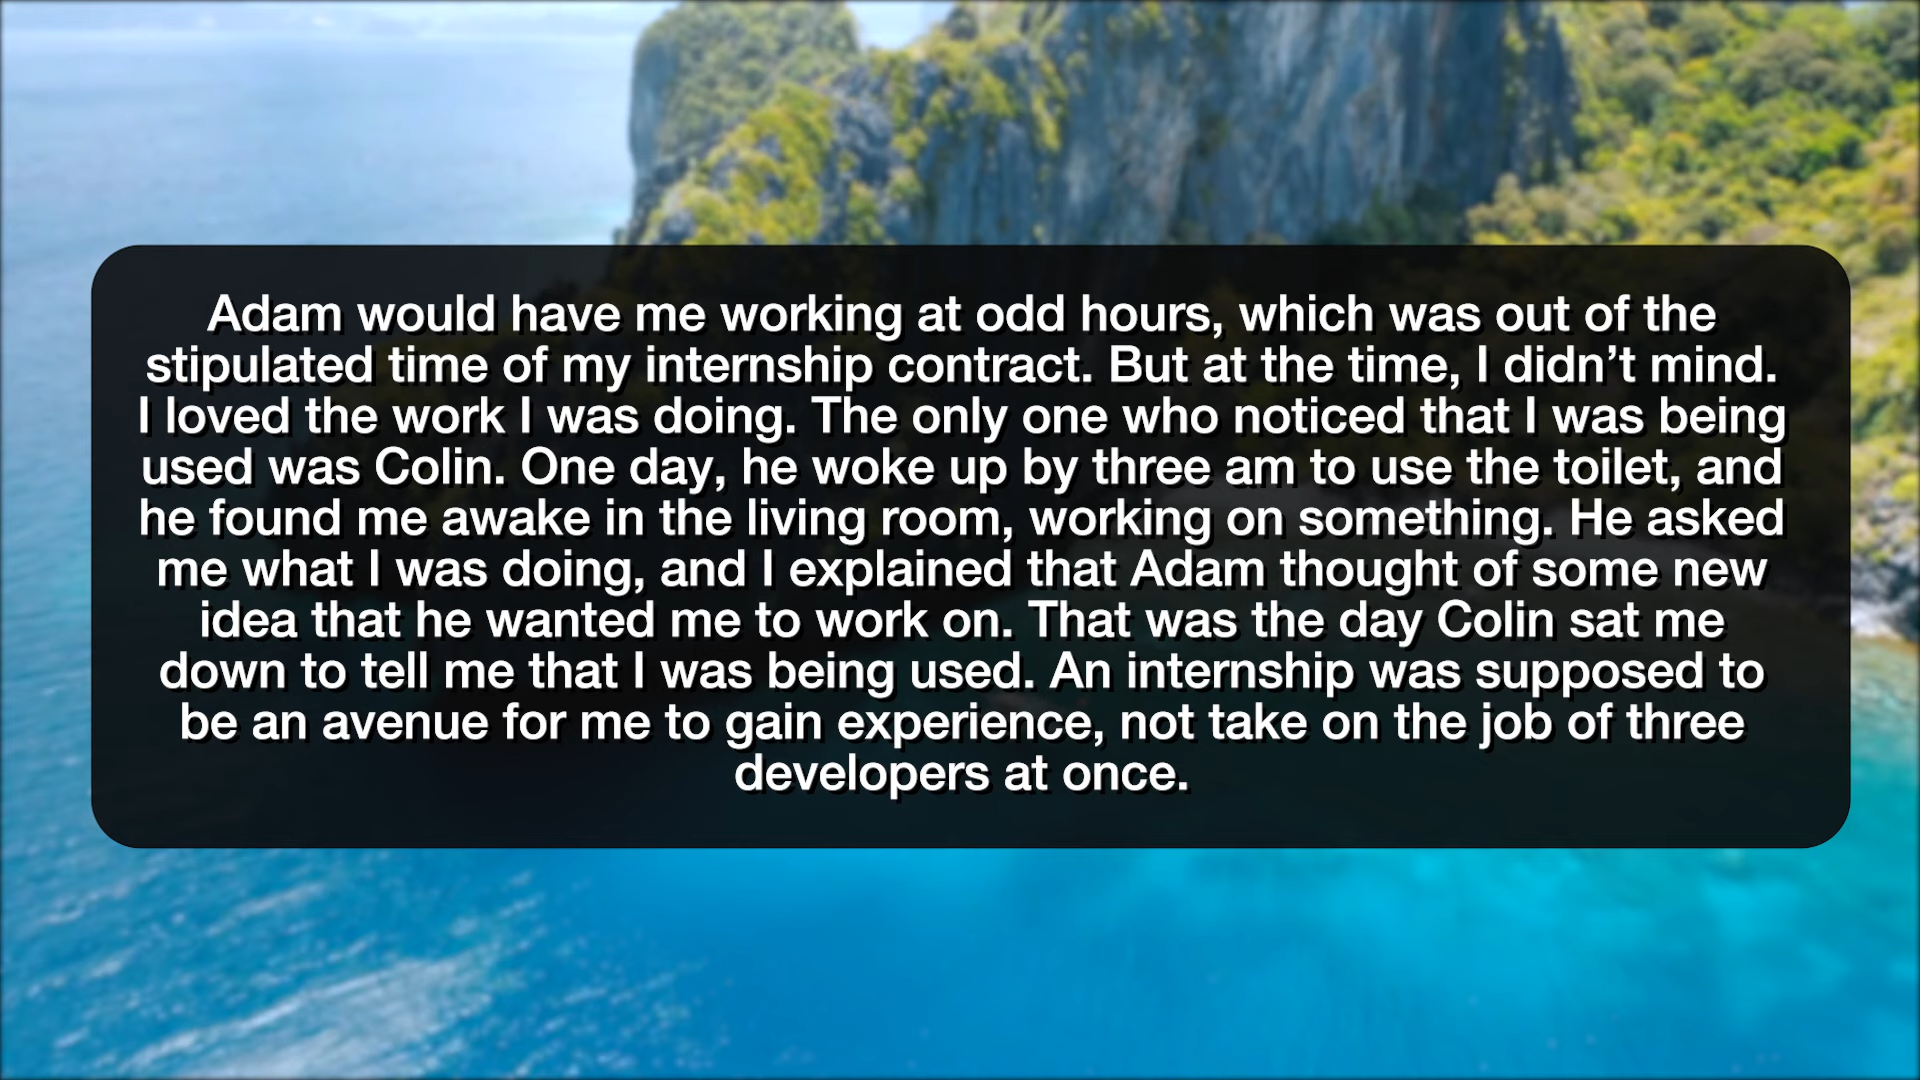 Adam would have me working at odd hours, which was out of the
stipulated time of my internship contract. But at the time, I didn’t mind.
I loved the work I was doing. The only one who noticed that I was being
used was Colin. One day, he woke up by three am to use the toilet, and
he found me awake in the living room, working on something. He asked
me what I was doing, and I explained that Adam thought of some new
idea that he wanted me to work on. That was the day Colin sat me
down to tell me that I was being used. An internship was supposed to
be an avenue for me to gain experience, not take on the job of three
developers at once.